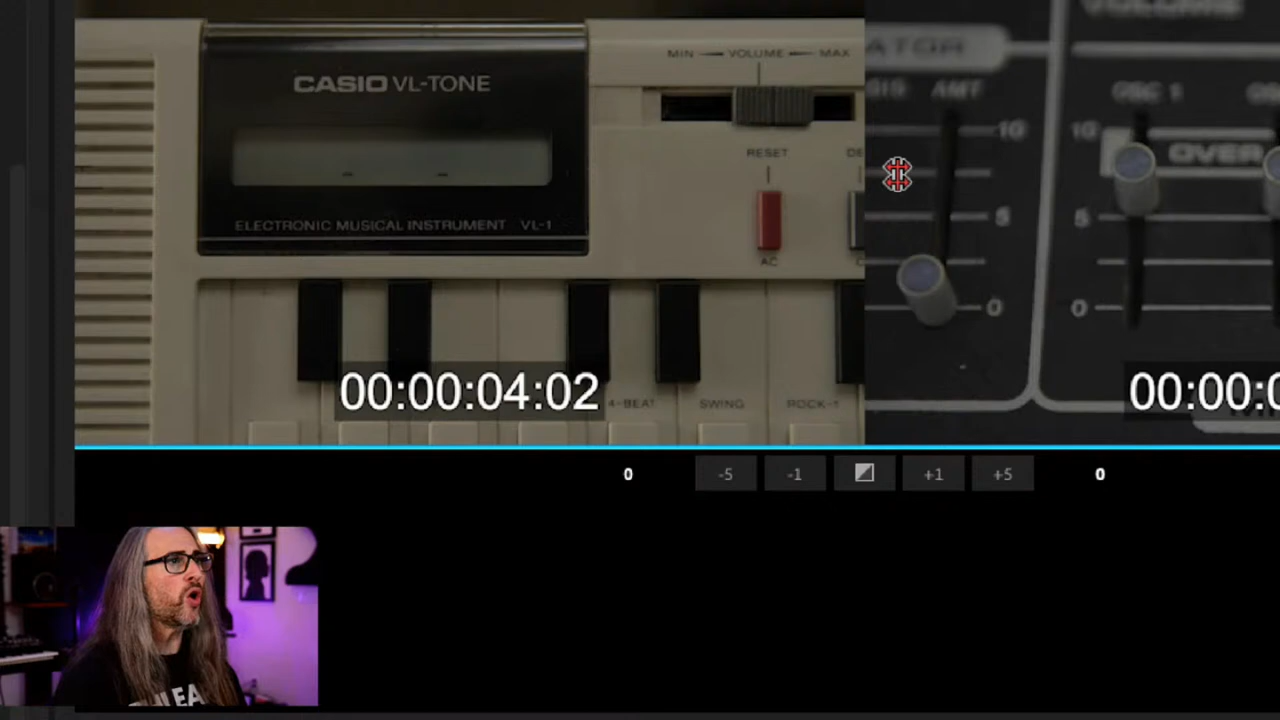 VOLUME
MIN VOLUME MAX
CASIO VL-TONE
ATOR
AMT
OSC 1
10
10
OVER
RESET
5
5
ELECTRONIC MUSICAL INSTRUMENT VL-1
AC
0
0
00:00:04:02
00:00:0
4-BEAT SWING ROCK-1
0 -5 -1 +1 +5 0